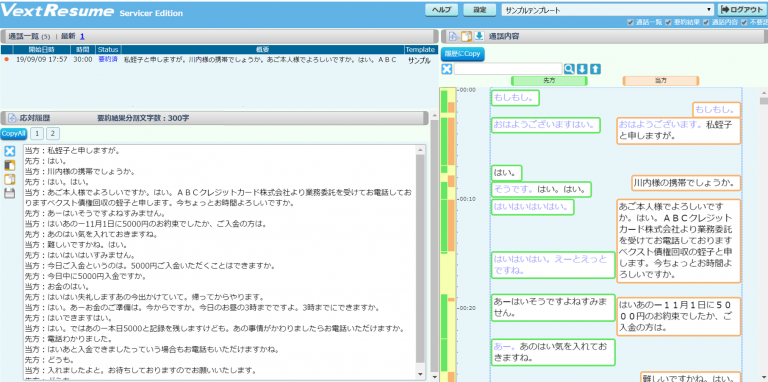 VextResume Servicer Edition
ヘルプ 設定 サンプルテンプレート ログアウト
通話一覧 要約結果 通話内容 不要語
通話一覧 (5) | 最新 1
開始日時 時間 Status 概要 Template
19/09/09 17:57 30:00 要約済 私蛭子と申しますが。川内様の携帯でしょうか。あご本人様でよろしいですか。はい。ＡＢＣ サンプル
応対履歴 要約結果分割文字数：300字
CopyAll 1 2
当方：私蛭子と申しますが。
先方：はい。
当方：川内様の携帯でしょうか。
先方：はい。はい。
当方：あご本人様でよろしいですか。はい。ＡＢＣクレジットカード株式会社より業務委託を受けてお電話してお
りますベクスト債権回収の蛭子と申します。今ちょっとお時間よろしいですか。
先方：あーはいそうですよねすみません。
当方：はいあのー11月1日に5000円のお約束でしたか、ご入金の方は。
先方：あのはい気を入れておきますね。
当方：難しいですかね。はい。
先方：はいはいはいすみません。
当方：今日ご入金というのは。5000円ご入金いただくことはできますか。
先方：今日中に5000円入金ですか。
当方：お金のはい。
先方：はいはい失礼しますあの今出かけていて。帰ってからやります。
当方：はい。あーお金のご準備は。今からですか。今日のお昼の3時までですよ。3時までにできますか。
先方：はいできますはい。
当方：はい。ではあの一本日5000と記録を残しますけども。あの事情がかわりましたらお電話いただけますか。
先方：電話わかりました。
当方：はいあと入金できましたっていう場合もお電話もいただけますかね。
先方：どうも。
当方：入れましたよと。お待ちしておりますのでお願いいたします。
先方：どうも。
通話内容
履歴にCopy
先方 当方
00:00
もしもし。
もしもし。
おはようございますはい。
おはようございます。私蛭子
と申しますが。
はい。
川内様の携帯でしょうか。
そうです。はい。はい。
00:10
はいはいはいはい。
あご本人様でよろしいですか。はい。ＡＢＣクレジット
カード株式会社より業務委託
を受けてお電話しております
ベクスト債権回収の蛭子と申
します。今ちょっとお時間よ
ろしいですか。
はいはいはい。えーとえっと
ですね。
あーはいそうですよねすみま
せん。
00:20
はいあのー１１月１日に５０
００円のお約束でしたか、ご
入金の方は。
あー。あのはい気を入れてお
きますね。
難しいですかね。はい。